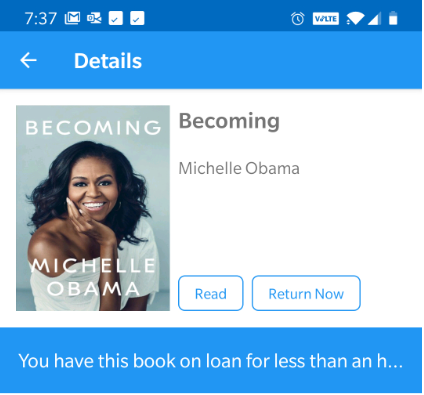 7:37
VoLTE
Details
BECOMING
MICHELLE
OBAMA
Becoming
Michelle Obama
Read
Return Now
You have this book on loan for less than an h...